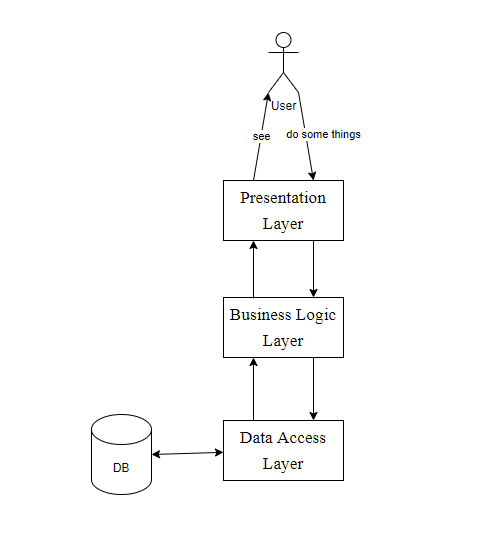 User
see
do some things
Presentation
Layer
Business Logic
Layer
Data Access
Layer
DB